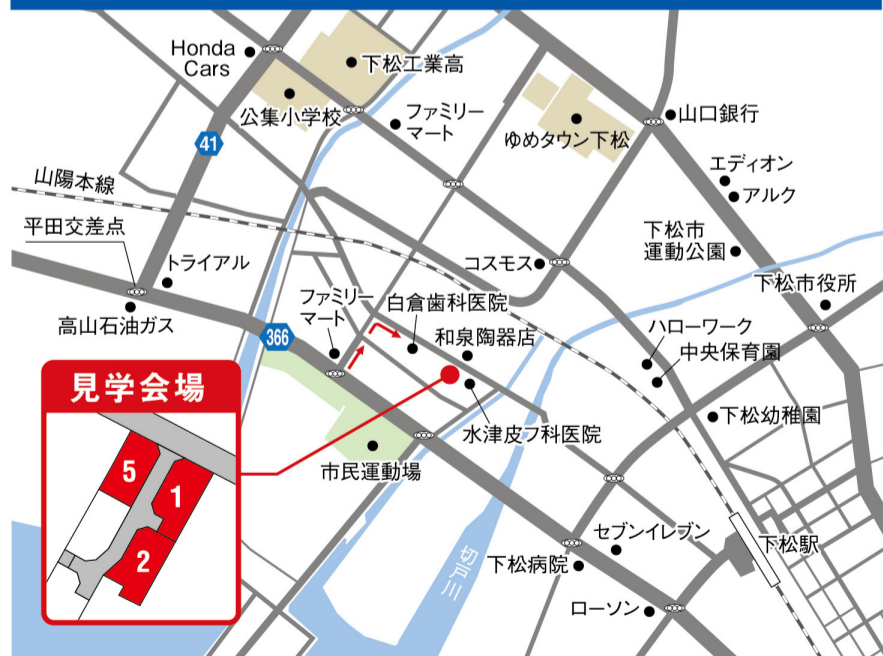 Honda
Cars
下松工業高
公集小学校
ファミリー
マート
ゆめタウン下松
山口銀行
41
エディオン
アルク
山陽本線
平田交差点
下松市
運動公園
トライアル
コスモス
下松市役所
高山石油ガス
ファミリー
マート
白倉歯科医院
366
和泉陶器店
ハローワーク
中央保育園
見学会場
下松幼稚園
水津皮フ科医院
市民運動場
5
1
2
セブンイレブン
下松駅
切戸川
下松病院
ローソン